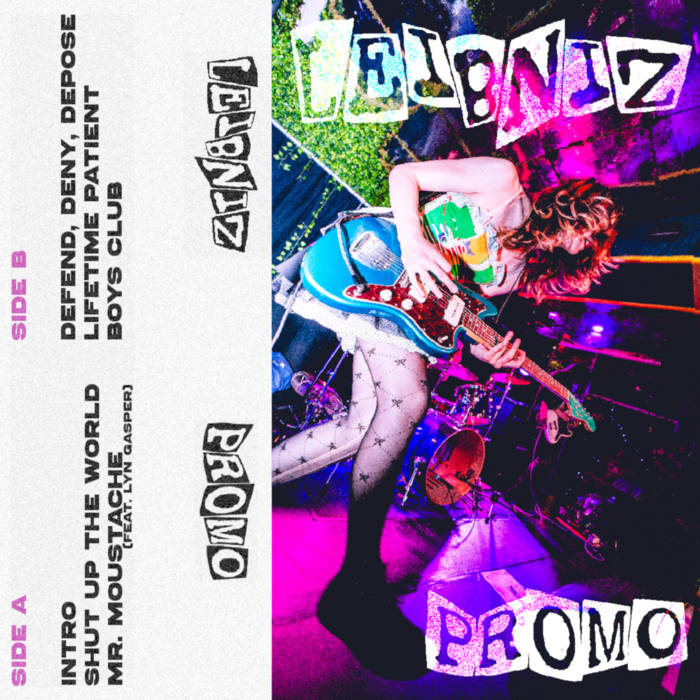 SIDE A
INTRO
SHUT UP THE WORLD
MR. MOUSTACHE
(FEAT. LYN GASPER)
SIDE B
DEFEND, DENY, DEPOSE
LIFETIME PATIENT
BOYS CLUB
LEIBNIZ
PROMO
LEIBNIZ
PROMO